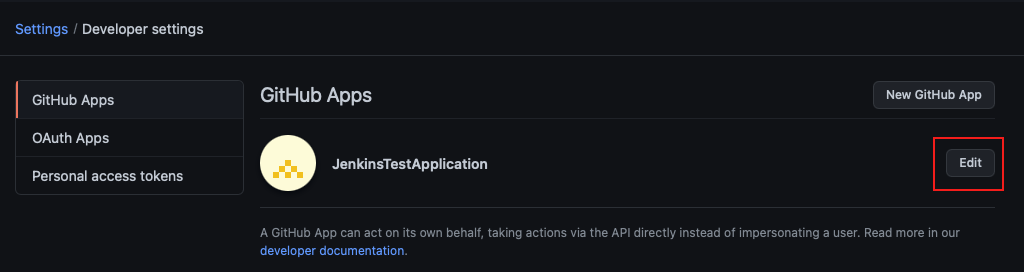 Settings / Developer settings
GitHub Apps
OAuth Apps
Personal access tokens
GitHub Apps
New GitHub App
JenkinsTestApplication
Edit
A GitHub App can act on its own behalf, taking actions via the API directly instead of impersonating a user. Read more in our
developer documentation.